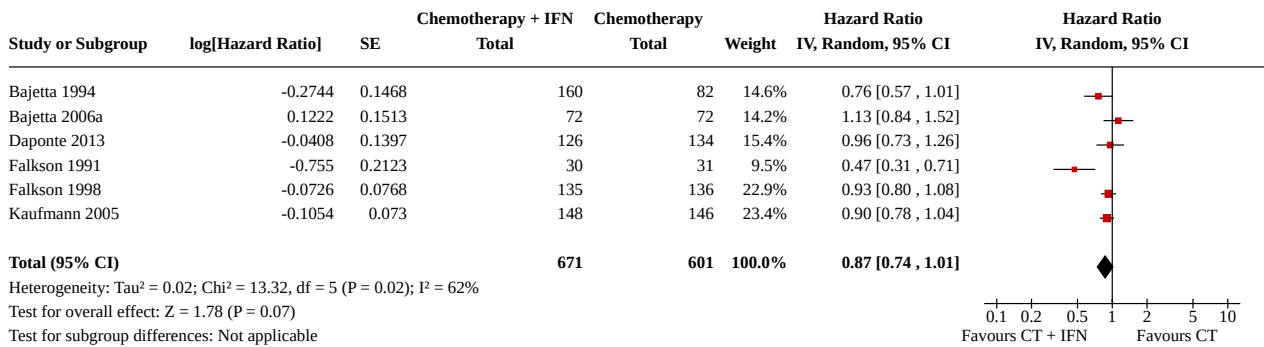 Chemotherapy + IFN Chemotherapy Hazard Ratio Hazard Ratio
Study or Subgroup log[Hazard Ratio] SE Total Total Weight IV, Random, 95% CI IV, Random, 95% CI
Bajetta 1994 -0.2744 0.1468 160 82 14.6% 0.76 [0.57 , 1.01]
Bajetta 2006a 0.1222 0.1513 72 72 14.2% 1.13 [0.84 , 1.52]
Daponte 2013 -0.0408 0.1397 126 134 15.4% 0.96 [0.73 , 1.26]
Falkson 1991 -0.755 0.2123 30 31 9.5% 0.47 [0.31 , 0.71]
Falkson 1998 -0.0726 0.0768 135 136 22.9% 0.93 [0.80 , 1.08]
Kaufmann 2005 -0.1054 0.073 148 146 23.4% 0.90 [0.78 , 1.04]
Total (95% CI) 671 601 100.0% 0.87 [0.74 , 1.01]
Heterogeneity: Tau² = 0.02; Chi² = 13.32, df = 5 (P = 0.02); I² = 62%
Test for overall effect: Z = 1.78 (P = 0.07)
Test for subgroup differences: Not applicable
0.1 0.2 0.5 1 2 5 10
Favours CT + IFN Favours CT